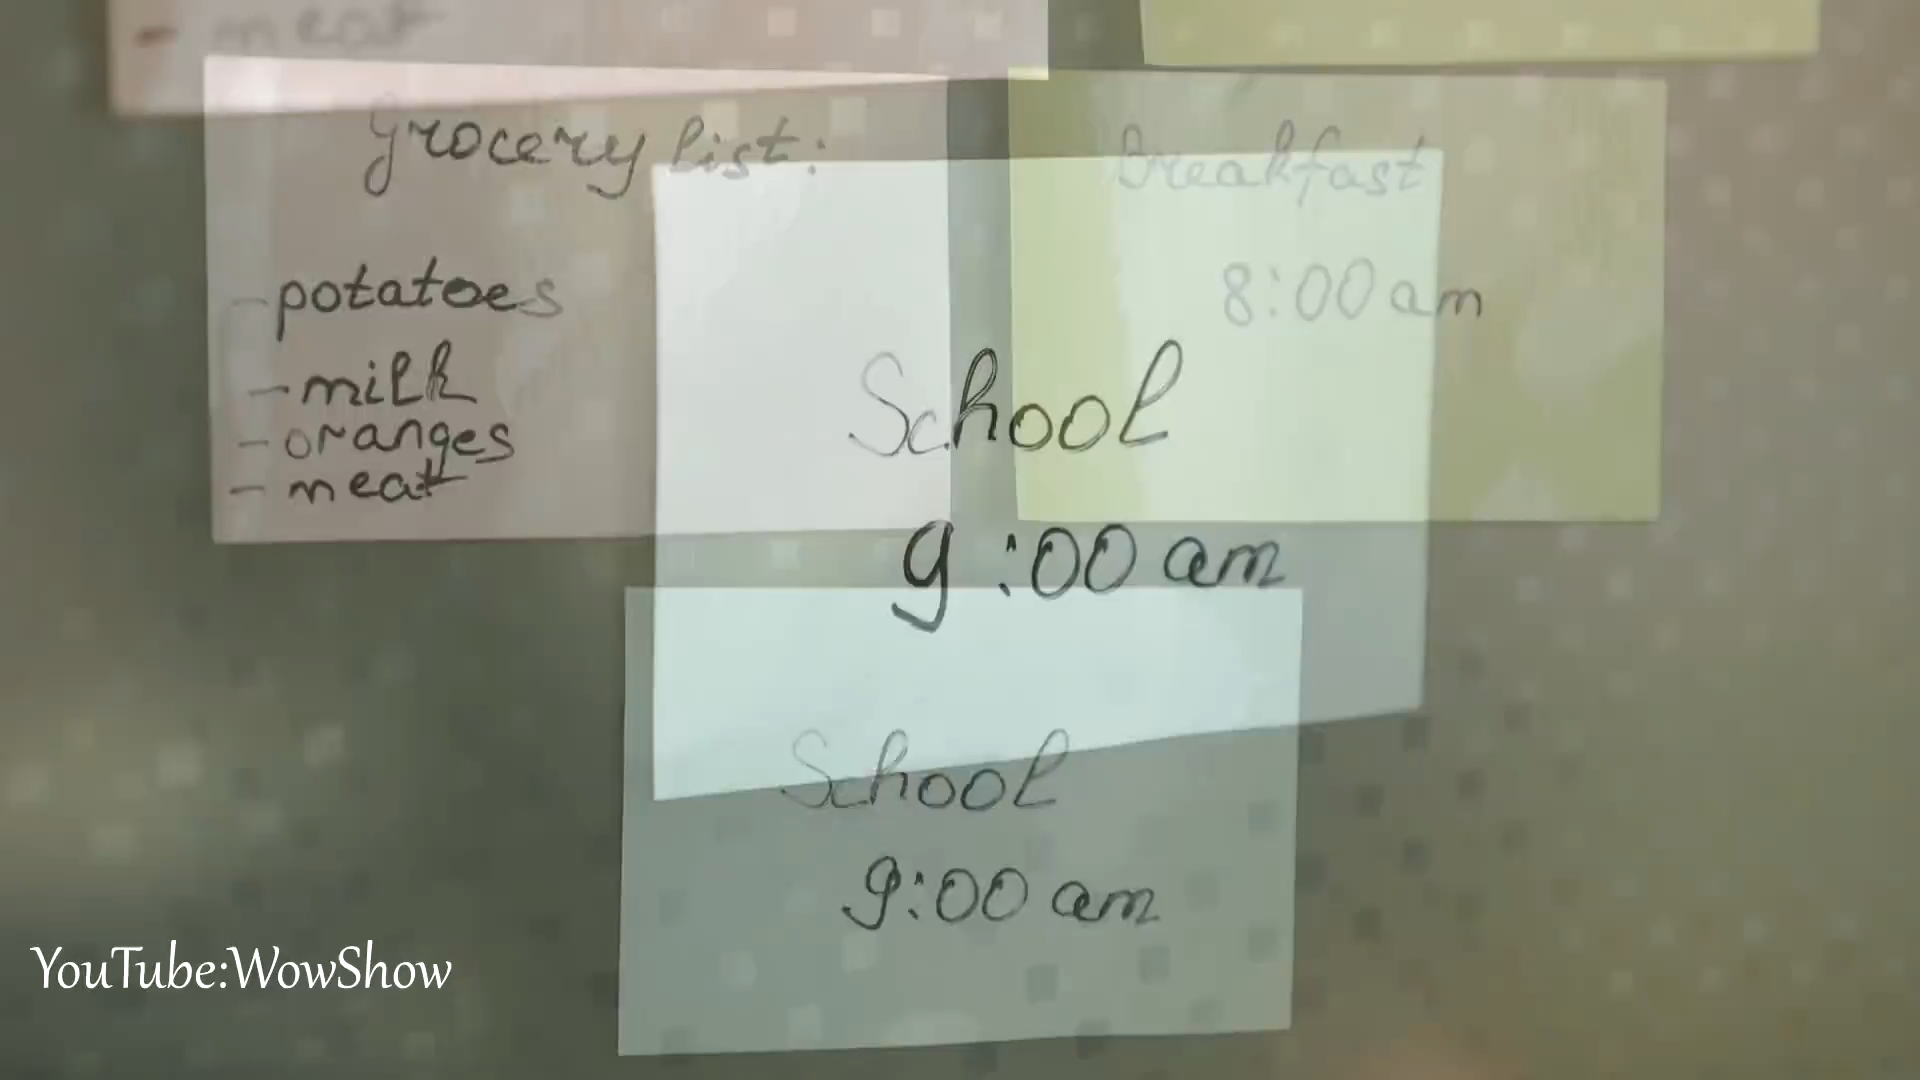 - meat
Grocery list:
- potatoes
- milk
- oranges
- meat
Breakfast
8:00 am
School
9:00 am
School
9:00 am
YouTube:WowShow